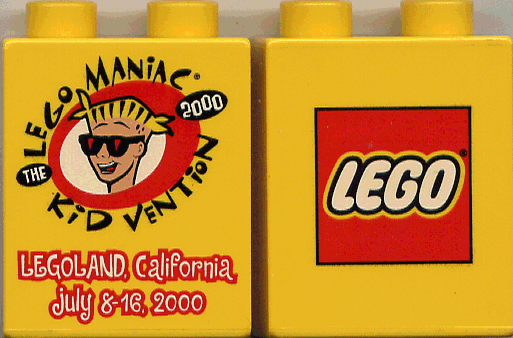 THE LEGO MANIAC® 2000
KiD VENTiON
LEGOLAND, California
july 8-16, 2000
LEGO®